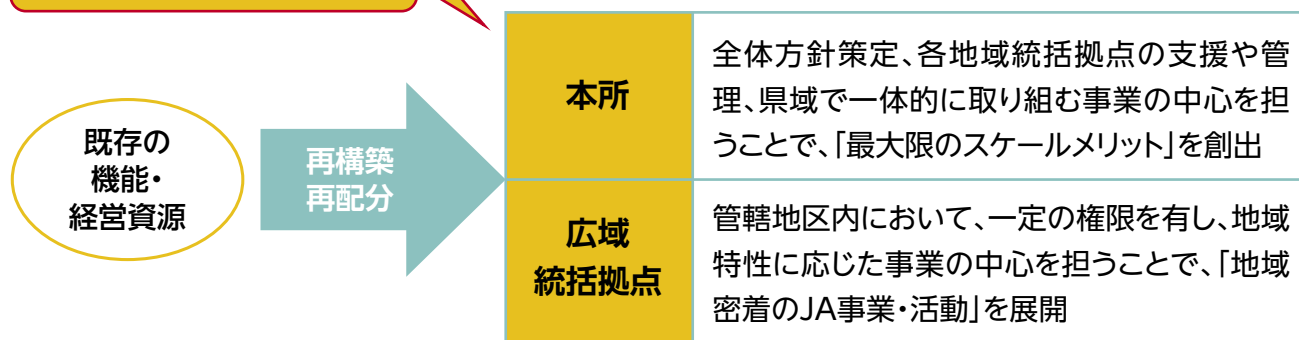 既存の
機能・
経営資源
再構築
再配分
本所
全体方針策定、各地域統括拠点の支援や管
理、県域で一体的に取り組む事業の中心を担
うことで、「最大限のスケールメリット」を創出
広域
統括拠点
管轄地区内において、一定の権限を有し、地域
特性に応じた事業の中心を担うことで、「地域
密着のJA事業・活動」を展開